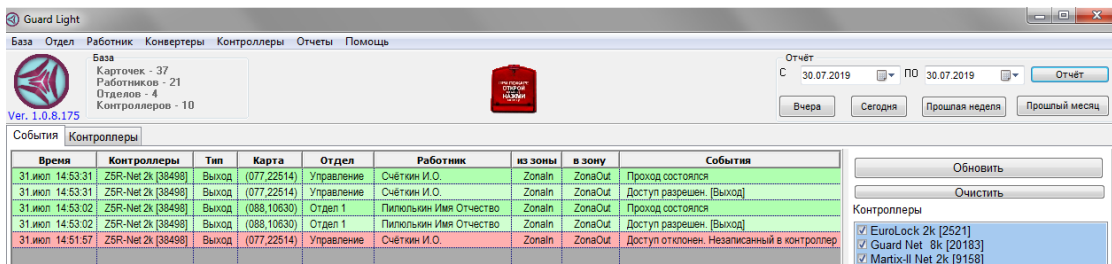 Guard Light
База Отдел Работник Конвертеры Контроллеры Отчеты Помощь
База
Карточек - 37
Работников - 21
Отделов - 4
Контроллеров - 10
Ver. 1.0.8.175
ОТКРОЙ
НАЖМИ
Отчёт
С 30.07.2019 ПО 30.07.2019 Отчёт
Вчера Сегодня Прошлая неделя Прошлый месяц
События Контроллеры
Время Контроллеры Тип Карта Отдел Работник из зоны в зону События
31.июл 14:53:31 Z5R-Net 2k [38498] Выход (077,22514) Управление Счёткин И.О. ZonaIn ZonaOut Проход состоялся
31.июл 14:53:31 Z5R-Net 2k [38498] Выход (077,22514) Управление Счёткин И.О. ZonaIn ZonaOut Доступ разрешен. [Выход]
31.июл 14:53:02 Z5R-Net 2k [38498] Выход (088,10630) Отдел 1 Пилюлькин Имя Отчество ZonaIn ZonaOut Проход состоялся
31.июл 14:53:02 Z5R-Net 2k [38498] Выход (088,10630) Отдел 1 Пилюлькин Имя Отчество ZonaIn ZonaOut Доступ разрешен. [Выход]
31.июл 14:51:57 Z5R-Net 2k [38498] Выход (077,22514) Управление Счёткин И.О. ZonaIn ZonaOut Доступ отклонен. Незаписанный в контроллер
Обновить
Очистить
Контроллеры
EuroLock 2k [2521]
Guard Net 8k [20183]
Martix-II Net 2k [9158]